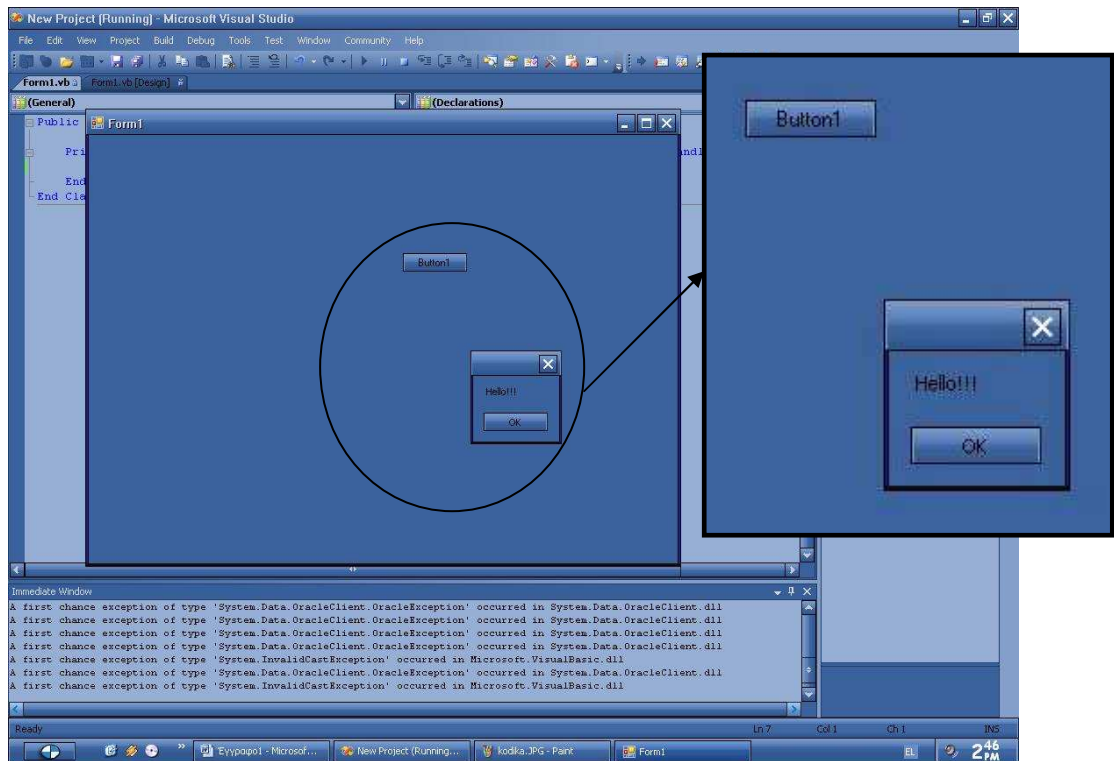 New Project (Running) - Microsoft Visual Studio
File Edit View Project Build Debug Tools Test Window Community Help
Form1.vb Form1.vb [Design]
(General) (Declarations)
Public
Form1
Pri
End
End Cla
Button1
Hello!!!
OK
Button1
Hello!!!
OK
Immediate Window
A first chance exception of type 'System.Data.OracleClient.OracleException' occurred in System.Data.OracleClient.dll
A first chance exception of type 'System.Data.OracleClient.OracleException' occurred in System.Data.OracleClient.dll
A first chance exception of type 'System.Data.OracleClient.OracleException' occurred in System.Data.OracleClient.dll
A first chance exception of type 'System.Data.OracleClient.OracleException' occurred in System.Data.OracleClient.dll
A first chance exception of type 'System.InvalidCastException' occurred in Microsoft.VisualBasic.dll
A first chance exception of type 'System.Data.OracleClient.OracleException' occurred in System.Data.OracleClient.dll
A first chance exception of type 'System.InvalidCastException' occurred in Microsoft.VisualBasic.dll
Ready Ln 7 Col 1 Ch 1 INS
Έγγραφο1 - Microsof... New Project (Running... kodika.JPG - Paint Form1 EL 2 46 PM